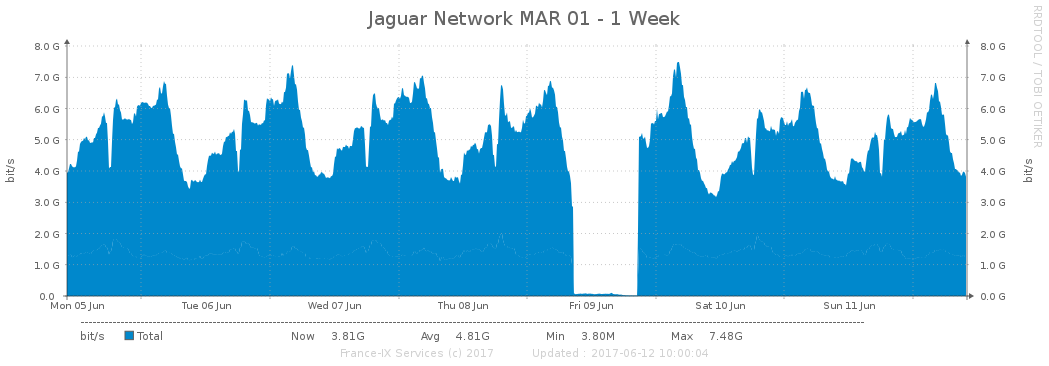 Jaguar Network MAR 01 - 1 Week
RRDTOOL / TOBI OETIKER
bit/s
8.0 G 8.0 G
7.0 G 7.0 G
6.0 G 6.0 G
5.0 G 5.0 G
4.0 G 4.0 G
3.0 G 3.0 G
2.0 G 2.0 G
1.0 G 1.0 G
0.0 0.0 G
bit/s
Mon 05 Jun Tue 06 Jun Wed 07 Jun Thu 08 Jun Fri 09 Jun Sat 10 Jun Sun 11 Jun
bit/s Total Now 3.81G Avg 4.81G Min 3.80M Max 7.48G
France-IX Services (c) 2017 Updated : 2017-06-12 10:00:04